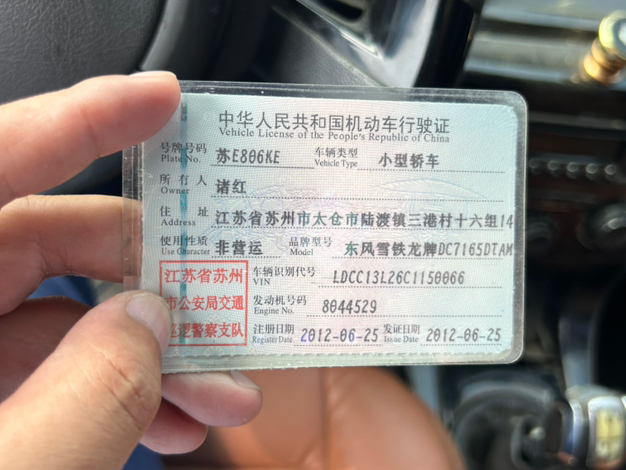 中华人民共和国机动车行驶证
Vehicle License of the People's Republic of China
号牌号码 Plate No. 苏E806KE 车辆类型 Vehicle Type 小型轿车
所有人 Owner 诸红
住址 Address 江苏省苏州市太仓市陆渡镇三港村十六组14
使用性质 Use Character 非营运 品牌型号 Model 东风雪铁龙牌DC7165DTAM
车辆识别代号 VIN LDCC13L26C1150066
发动机号码 Engine No. 8044529
注册日期 Register Date 2012-06-25 发证日期 Issue Date 2012-06-25
江苏省苏州
市公安局交通
巡逻警察支队